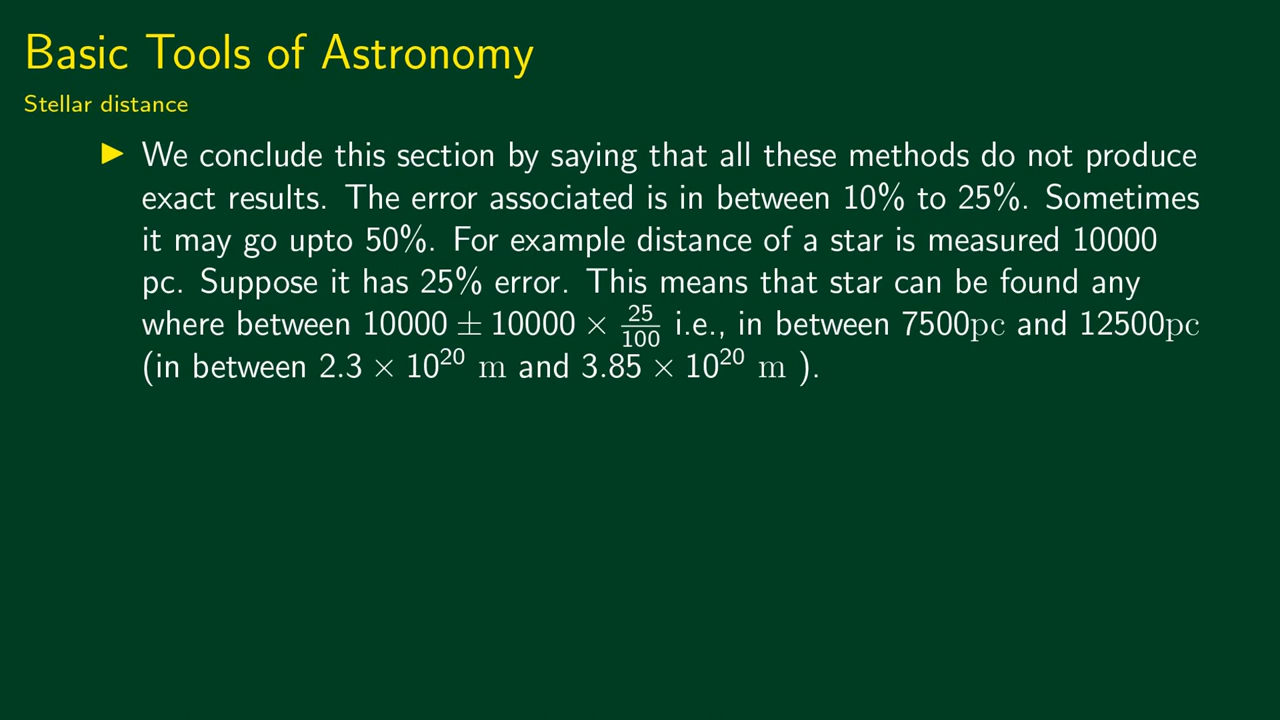 Basic Tools of Astronomy
Stellar distance
▶ We conclude this section by saying that all these methods do not produce
exact results. The error associated is in between 10% to 25%. Sometimes
it may go upto 50%. For example distance of a star is measured 10000
pc. Suppose it has 25% error. This means that star can be found any
where between 10000 ± 10000 × 25/100 i.e., in between 7500pc and 12500pc
(in between 2.3 × 10²⁰ m and 3.85 × 10²⁰ m ).